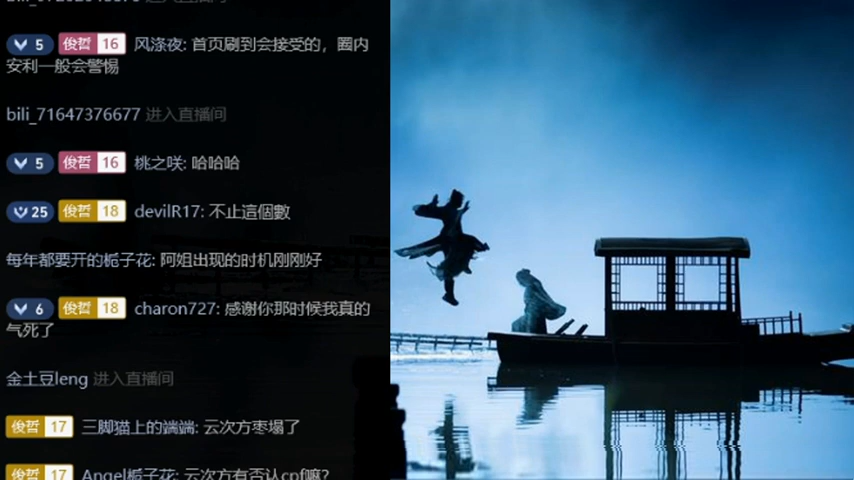 5 俊哲 16 风涤夜: 首页刷到会接受的，圈内
安利一般会警惕
bili_71647376677 进入直播间
5 俊哲 16 桃之咲: 哈哈哈
25 俊哲 18 devilR17: 不止這個數
每年都要开的栀子花: 阿姐出现的时机刚刚好
6 俊哲 18 charon727: 感谢你那时候我真的
气死了
金土豆leng 进入直播间
俊哲 17 三脚猫上的端端: 云次方枣塌了
俊哲 17 Angel栀子花: 云次方有否认cpf嘛?